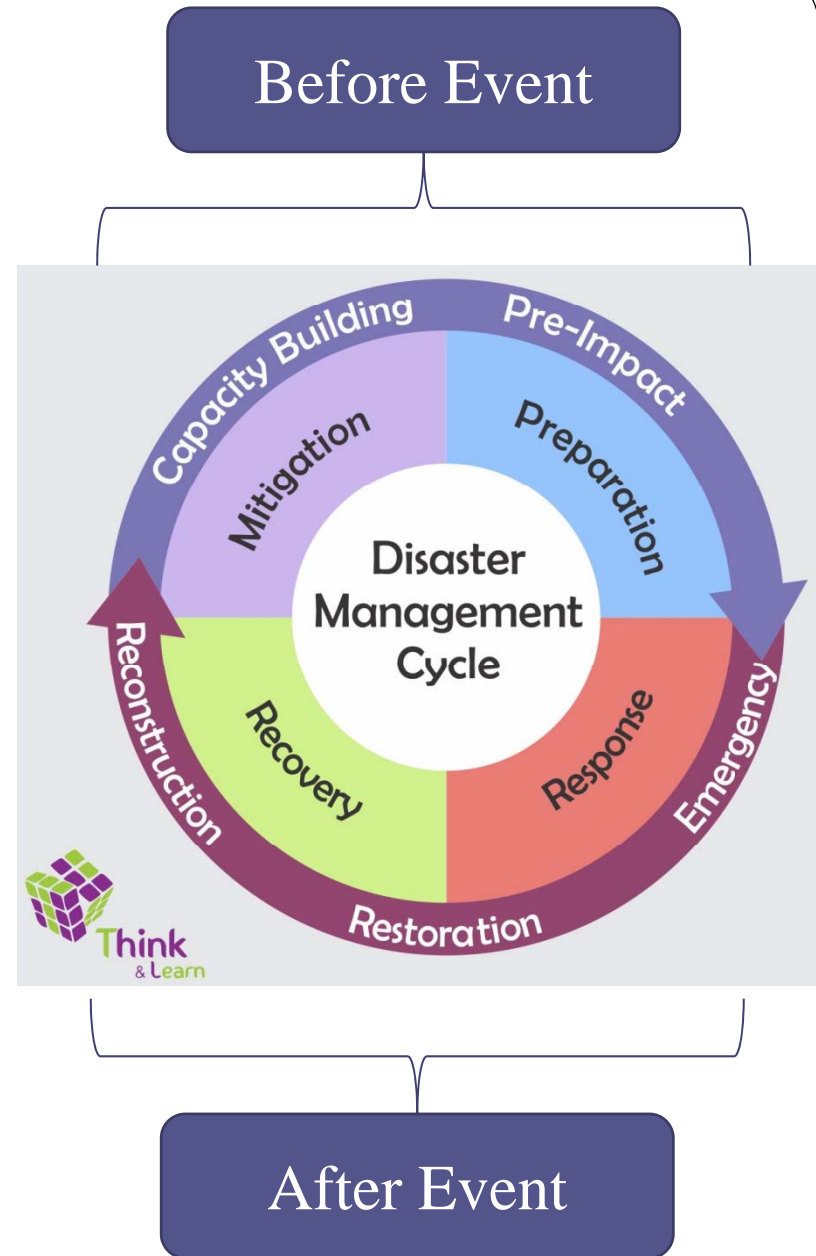 Before Event
Capacity Building
Pre-Impact
Mitigation
Preparation
Disaster
Management
Cycle
Reconstruction
Recovery
Response
Emergency
Restoration
Think
& Learn
After Event